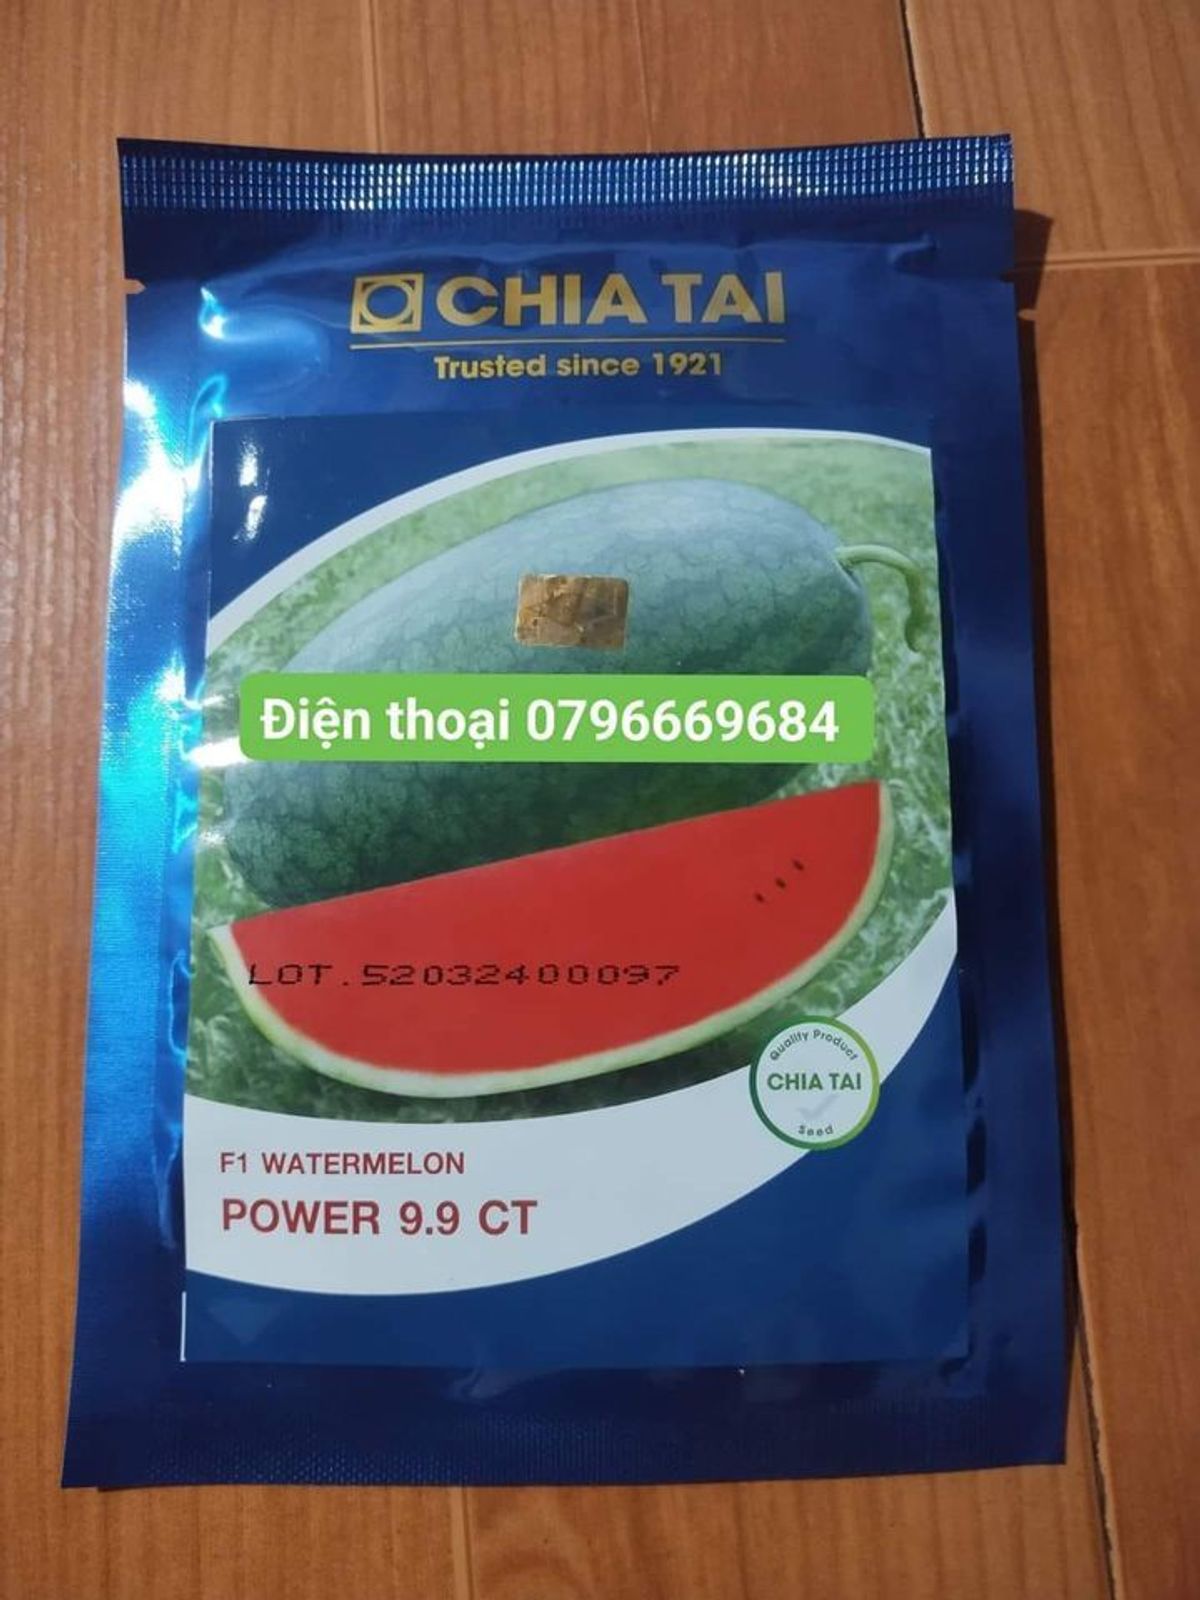 CHIA TAI
Trusted since 1921
Điện thoại 0796669684
LOT.52032400097
Quality Product
CHIA TAI
Seed
F1 WATERMELON
POWER 9.9 CT